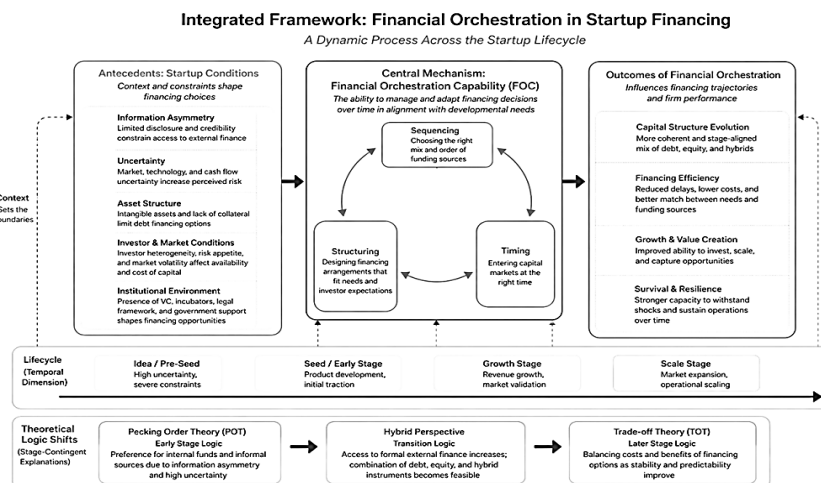 Integrated Framework: Financial Orchestration in Startup Financing
A Dynamic Process Across the Startup Lifecycle
Antecedents: Startup Conditions
Context and constraints shape
financing choices
Information Asymmetry
Limited disclosure and credibility
constrain access to external finance
Uncertainty
Market, technology, and cash flow
uncertainty increase perceived risk
Asset Structure
Intangible assets and lack of collateral
limit debt financing options
Investor & Market Conditions
Investor heterogeneity, risk appetite,
and market volatility affect availability
and cost of capital
Institutional Environment
Presence of VC, incubators, legal
framework, and government support
shapes financing opportunities
Central Mechanism:
Financial Orchestration Capability (FOC)
The ability to manage and adapt financing decisions
over time in alignment with developmental needs
Sequencing
Choosing the right
mix and order of
funding sources
Structuring
Designing financing
arrangements that
fit needs and
investor expectations
Timing
Entering capital
markets at the
right time
Outcomes of Financial Orchestration
Influences financing trajectories
and firm performance
Capital Structure Evolution
More coherent and stage-aligned
mix of debt, equity, and hybrids
Financing Efficiency
Reduced delays, lower costs, and
better match between needs and
funding sources
Growth & Value Creation
Improved ability to invest, scale,
and capture opportunities
Survival & Resilience
Stronger capacity to withstand
shocks and sustain operations
over time
Context
Sets the
oundaries
Lifecycle
(Temporal
Dimension)
Idea / Pre-Seed
High uncertainty,
severe constraints
Seed / Early Stage
Product development,
initial traction
Growth Stage
Revenue growth,
market validation
Scale Stage
Market expansion,
operational scaling
Theoretical
Logic Shifts
(Stage-Contingent
Explanations)
Pecking Order Theory (POT)
Early Stage Logic
Preference for internal funds and informal
sources due to information asymmetry
and high uncertainty
Hybrid Perspective
Transition Logic
Access to formal external finance increases;
combination of debt, equity, and hybrid
instruments becomes feasible
Trade-off Theory (TOT)
Later Stage Logic
Balancing costs and benefits of financing
options as stability and predictability
improve